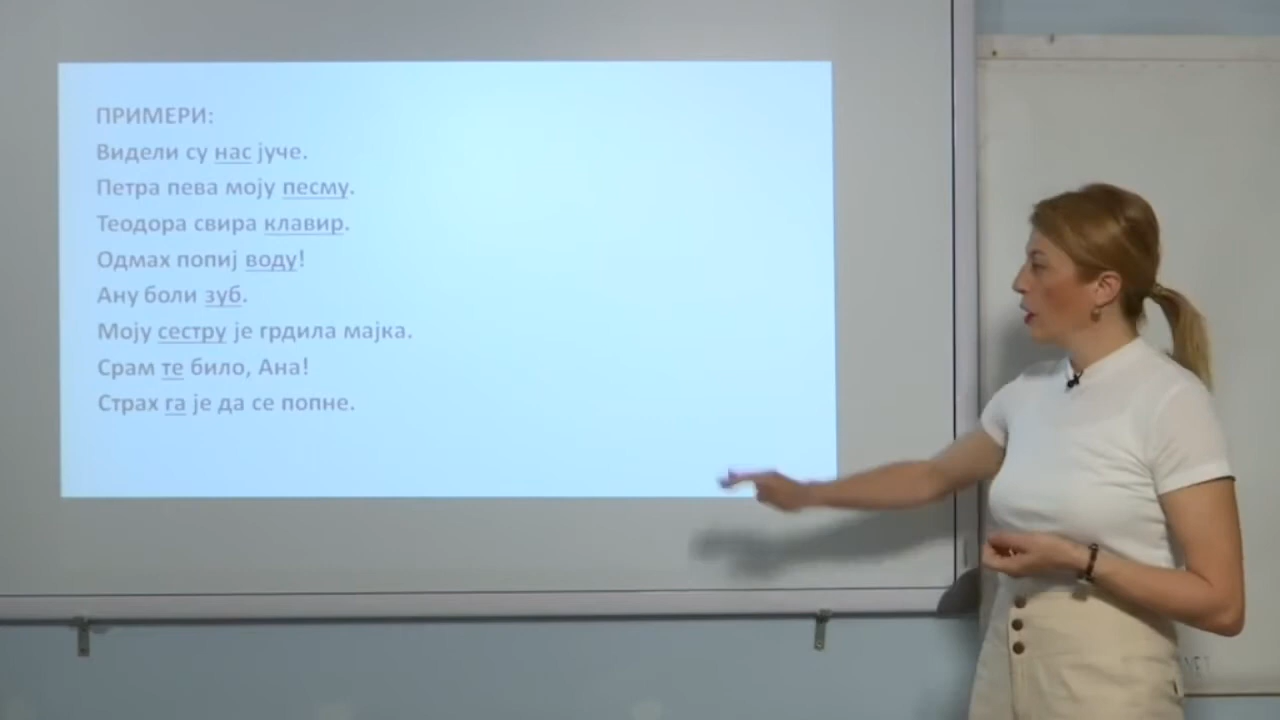 ПРИМЕРИ:
Видели су нас јуче.
Петра пева моју песму.
Теодора свира клавир.
Одмах попиј воду!
Ану боли зуб.
Моју сестру је грдила мајка.
Срам те било, Ана!
Страх га је да се попне.